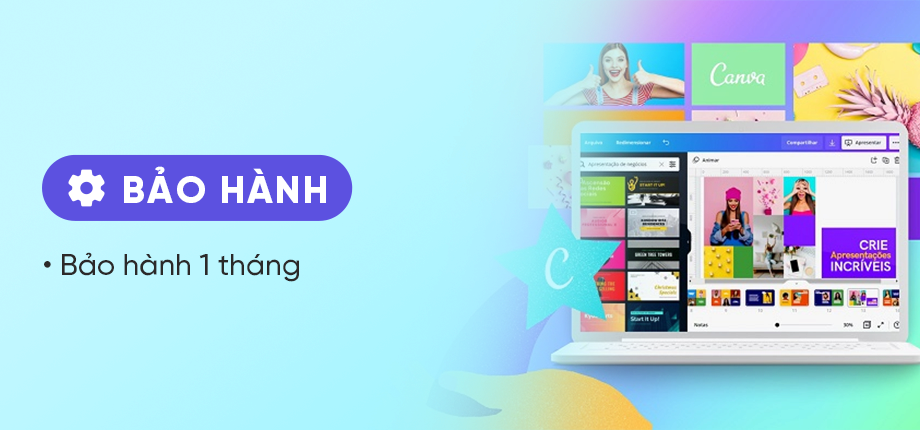 Canva
Arquivo Redimensionar Compartilhar Apresentar
Apresentação de negócios
Animar
BẢO HÀNH
START IT UP!
• Bảo hành 1 tháng
CRIE
Apresentações
INCRÍVEIS
GREEN TREE TOWERS
C
Christmas
Specials
Start It Up!
Notas 30%